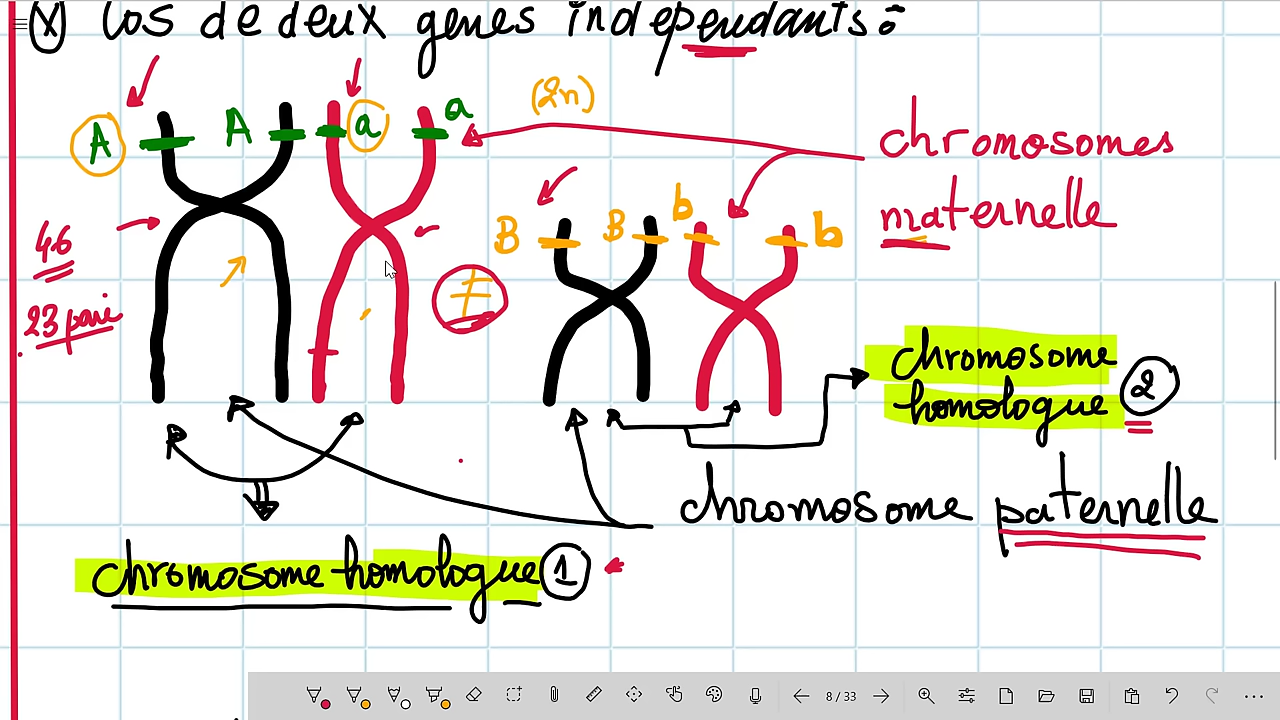 (x) Cas de deux gènes indépendants :
(2n)
A A a a
chromosomes
maternelle
B B b b
46
23 paire
≠
chromosome
homologue 2
chromosome paternelle
chromosome homologue 1
8 / 33